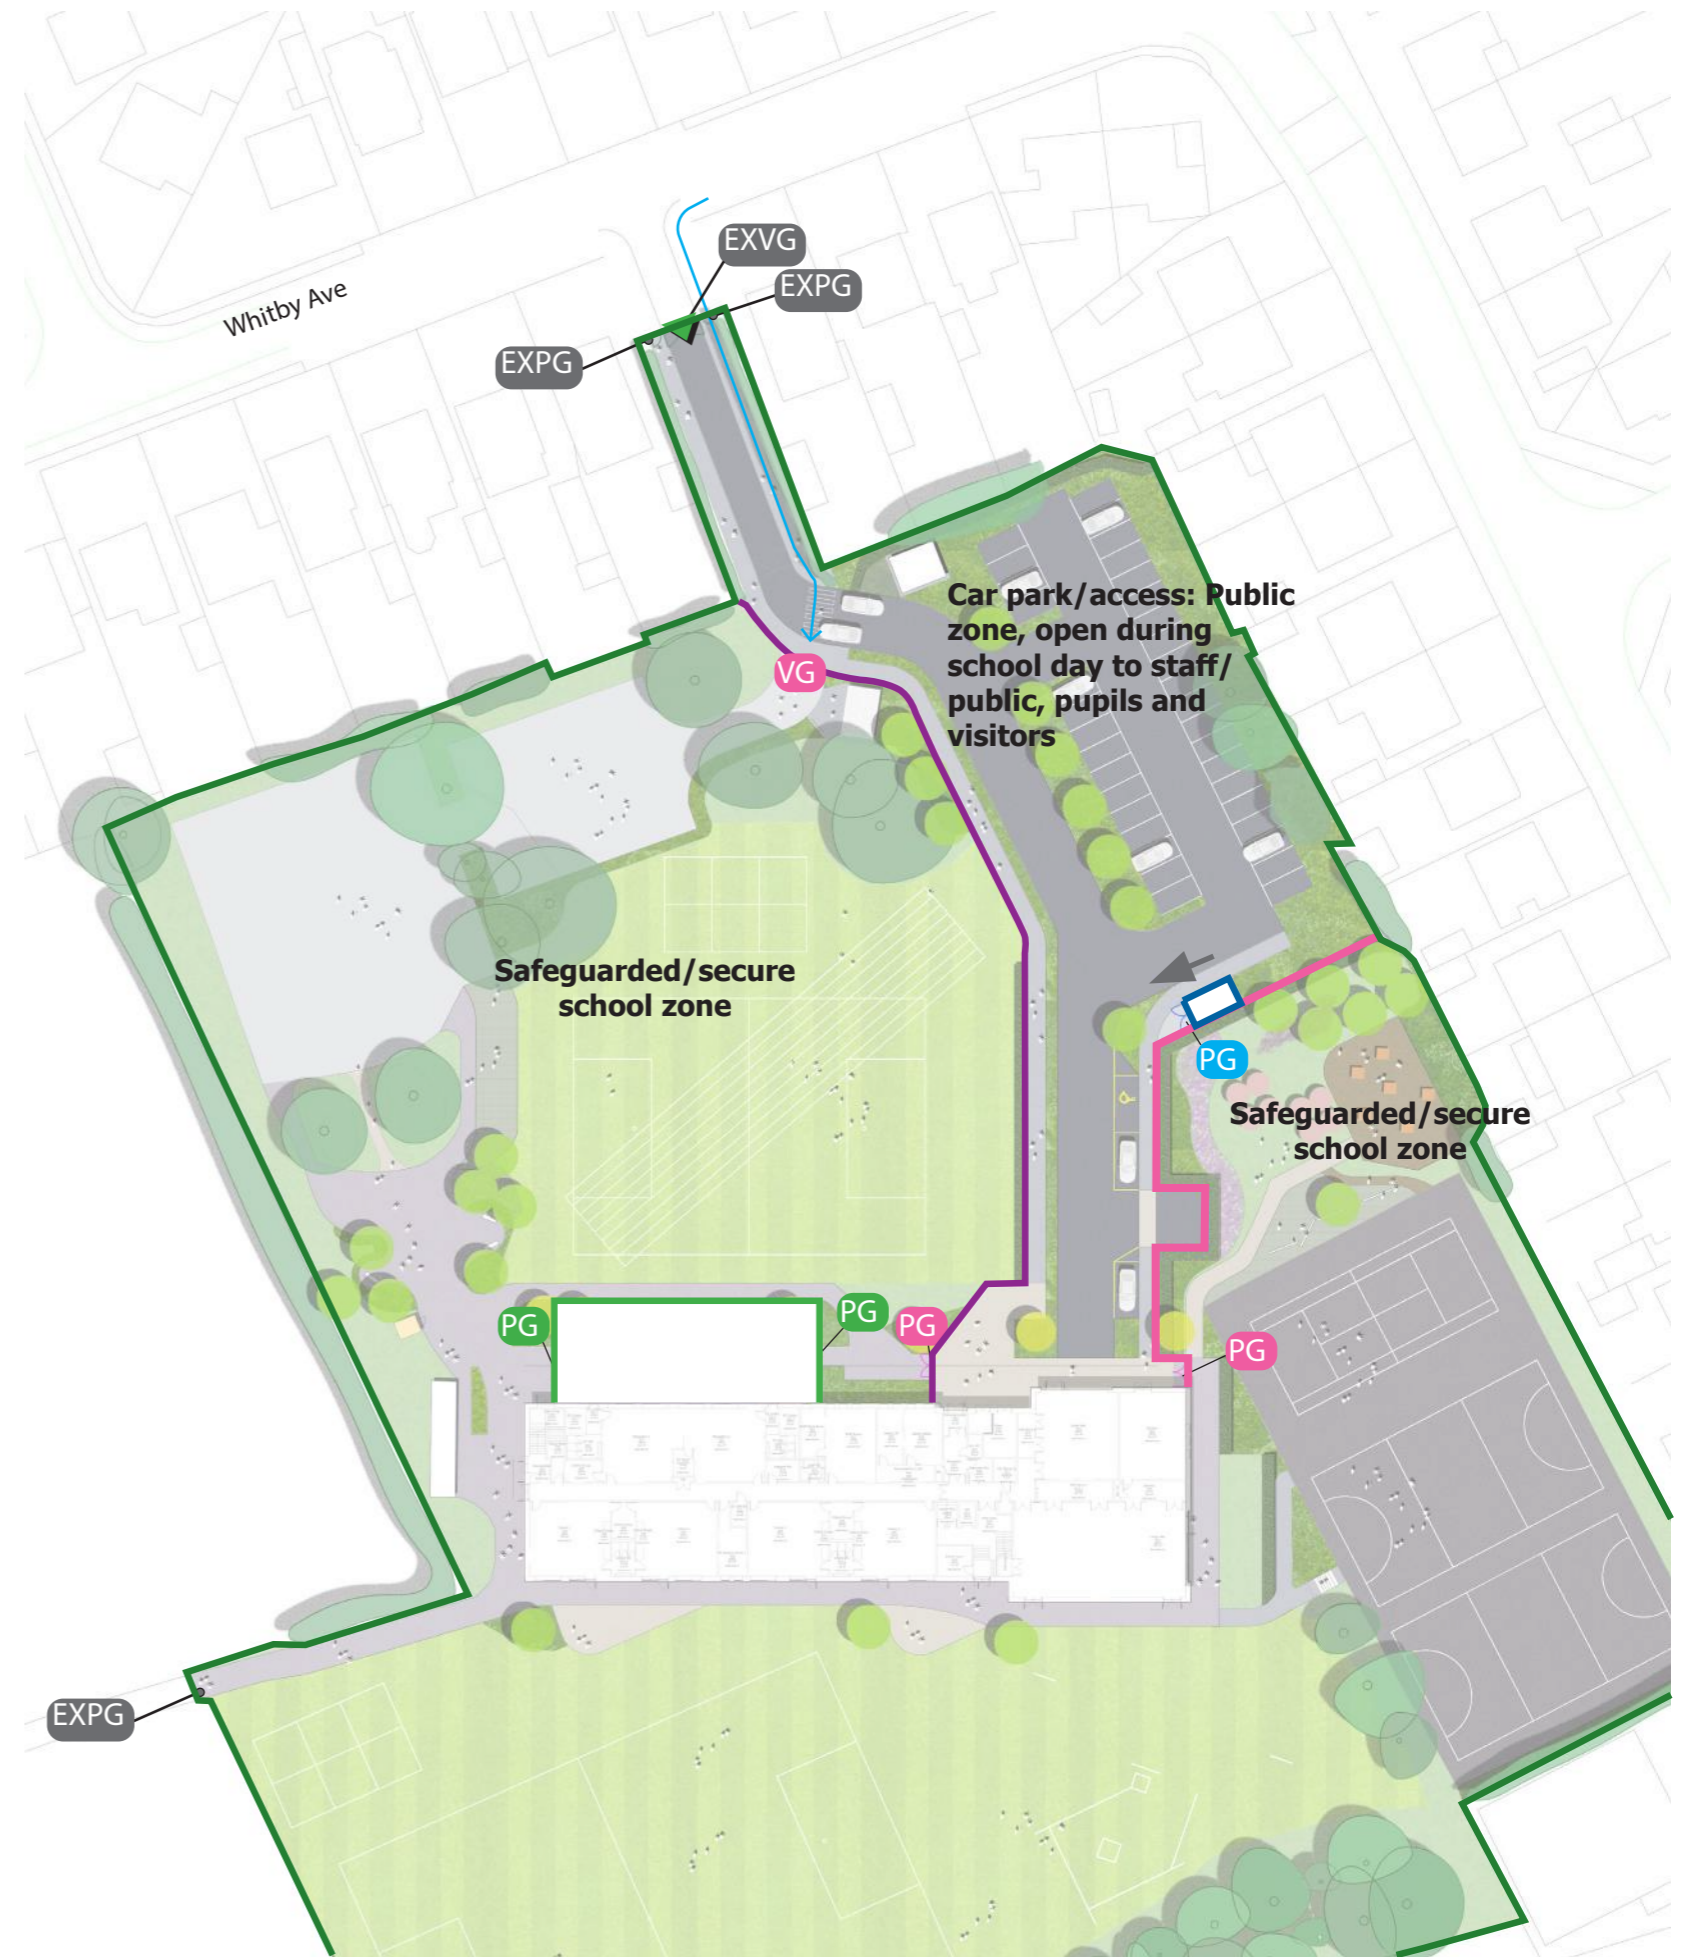 EXVG
EXPG
Whitby Ave
EXPG
Car park/access: Public
zone, open during
school day to staff/
public, pupils and
visitors
VG
Safeguarded/secure
school zone
PG
Safeguarded/secure
school zone
PG
PG
PG
PG
EXPG